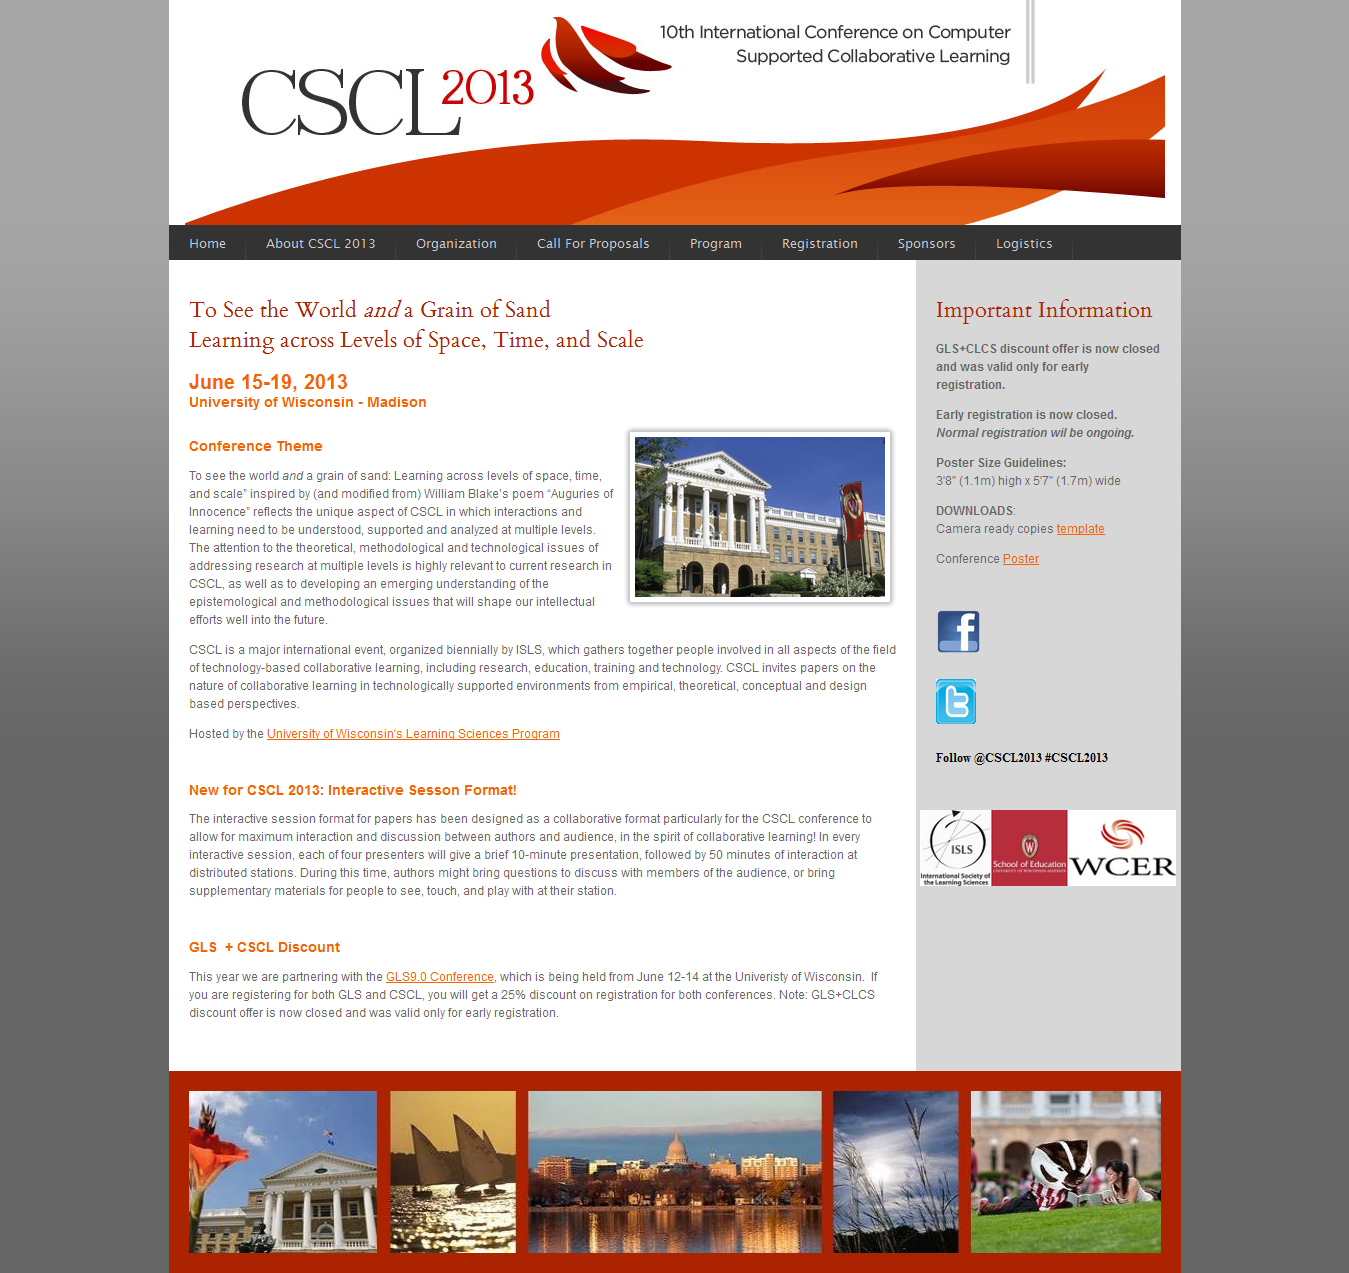 10th International Conference on Computer
Supported Collaborative Learning
CSCL 2013
Home
About CSCL 2013
Organization
Call For Proposals
Program
Registration
Sponsors
Logistics
To See the World and a Grain of Sand
Learning across Levels of Space, Time, and Scale
June 15-19, 2013
University of Wisconsin - Madison
Conference Theme
To see the world and a grain of sand: Learning across levels of space, time,
and scale” inspired by (and modified from) William Blake's poem “Auguries of
Innocence” reflects the unique aspect of CSCL in which interactions and
learning need to be understood, supported and analyzed at multiple levels.
The attention to the theoretical, methodological and technological issues of
addressing research at multiple levels is highly relevant to current research in
CSCL, as well as to developing an emerging understanding of the
epistemological and methodological issues that will shape our intellectual
efforts well into the future.
CSCL is a major international event, organized biennially by ISLS, which gathers together people involved in all aspects of the field
of technology-based collaborative learning, including research, education, training and technology. CSCL invites papers on the
nature of collaborative learning in technologically supported environments from empirical, theoretical, conceptual and design
based perspectives.
Hosted by the University of Wisconsin's Learning Sciences Program
New for CSCL 2013: Interactive Sesson Format!
The interactive session format for papers has been designed as a collaborative format particularly for the CSCL conference to
allow for maximum interaction and discussion between authors and audience, in the spirit of collaborative learning! In every
interactive session, each of four presenters will give a brief 10-minute presentation, followed by 50 minutes of interaction at
distributed stations. During this time, authors might bring questions to discuss with members of the audience, or bring
supplementary materials for people to see, touch, and play with at their station.
GLS + CSCL Discount
This year we are partnering with the GLS9.0 Conference, which is being held from June 12-14 at the Univeristy of Wisconsin. If
you are registering for both GLS and CSCL, you will get a 25% discount on registration for both conferences. Note: GLS+CLCS
discount offer is now closed and was valid only for early registration.
Important Information
GLS+CLCS discount offer is now closed
and was valid only for early
registration.
Early registration is now closed.
Normal registration wil be ongoing.
Poster Size Guidelines:
3'8" (1.1m) high x 5'7" (1.7m) wide
DOWNLOADS:
Camera ready copies template
Conference Poster
Follow @CSCL2013 #CSCL2013
ISLS
International Society of
the Learning Sciences
W
School of Education
UNIVERSITY OF WISCONSIN-MADISON
WCER